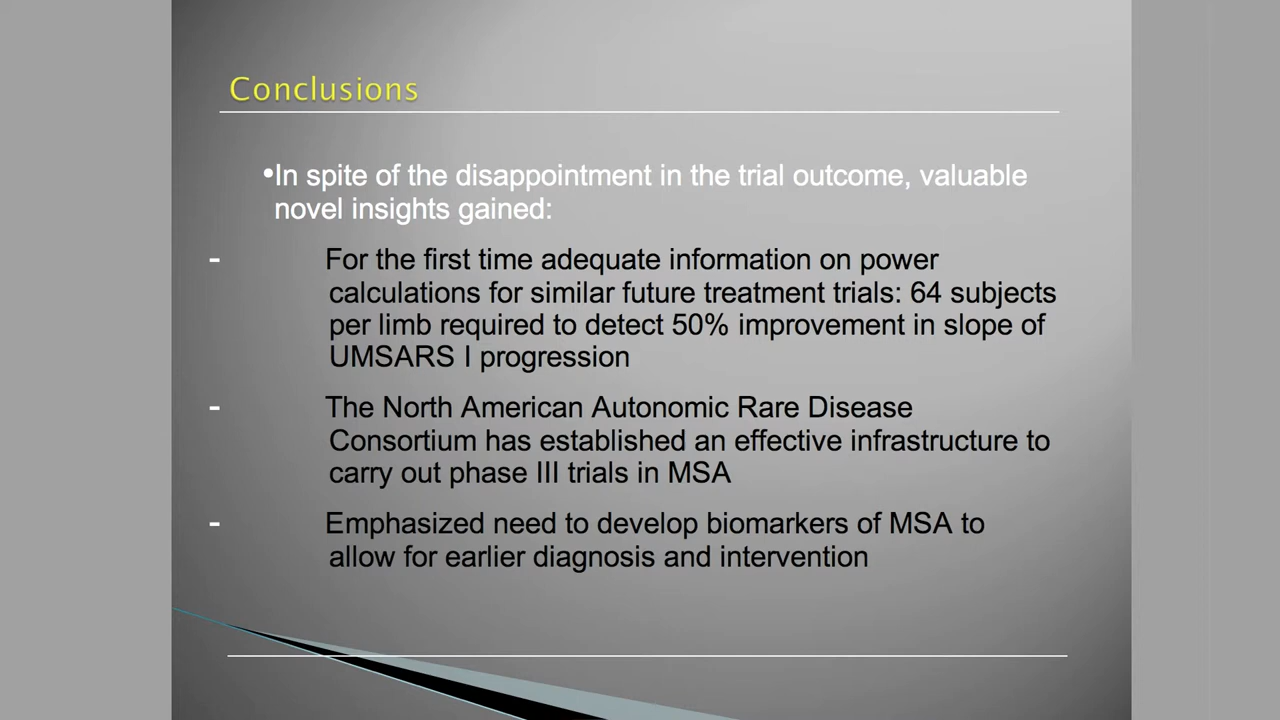 Conclusions
•In spite of the disappointment in the trial outcome, valuable
novel insights gained:
- For the first time adequate information on power
calculations for similar future treatment trials: 64 subjects
per limb required to detect 50% improvement in slope of
UMSARS I progression
- The North American Autonomic Rare Disease
Consortium has established an effective infrastructure to
carry out phase III trials in MSA
- Emphasized need to develop biomarkers of MSA to
allow for earlier diagnosis and intervention